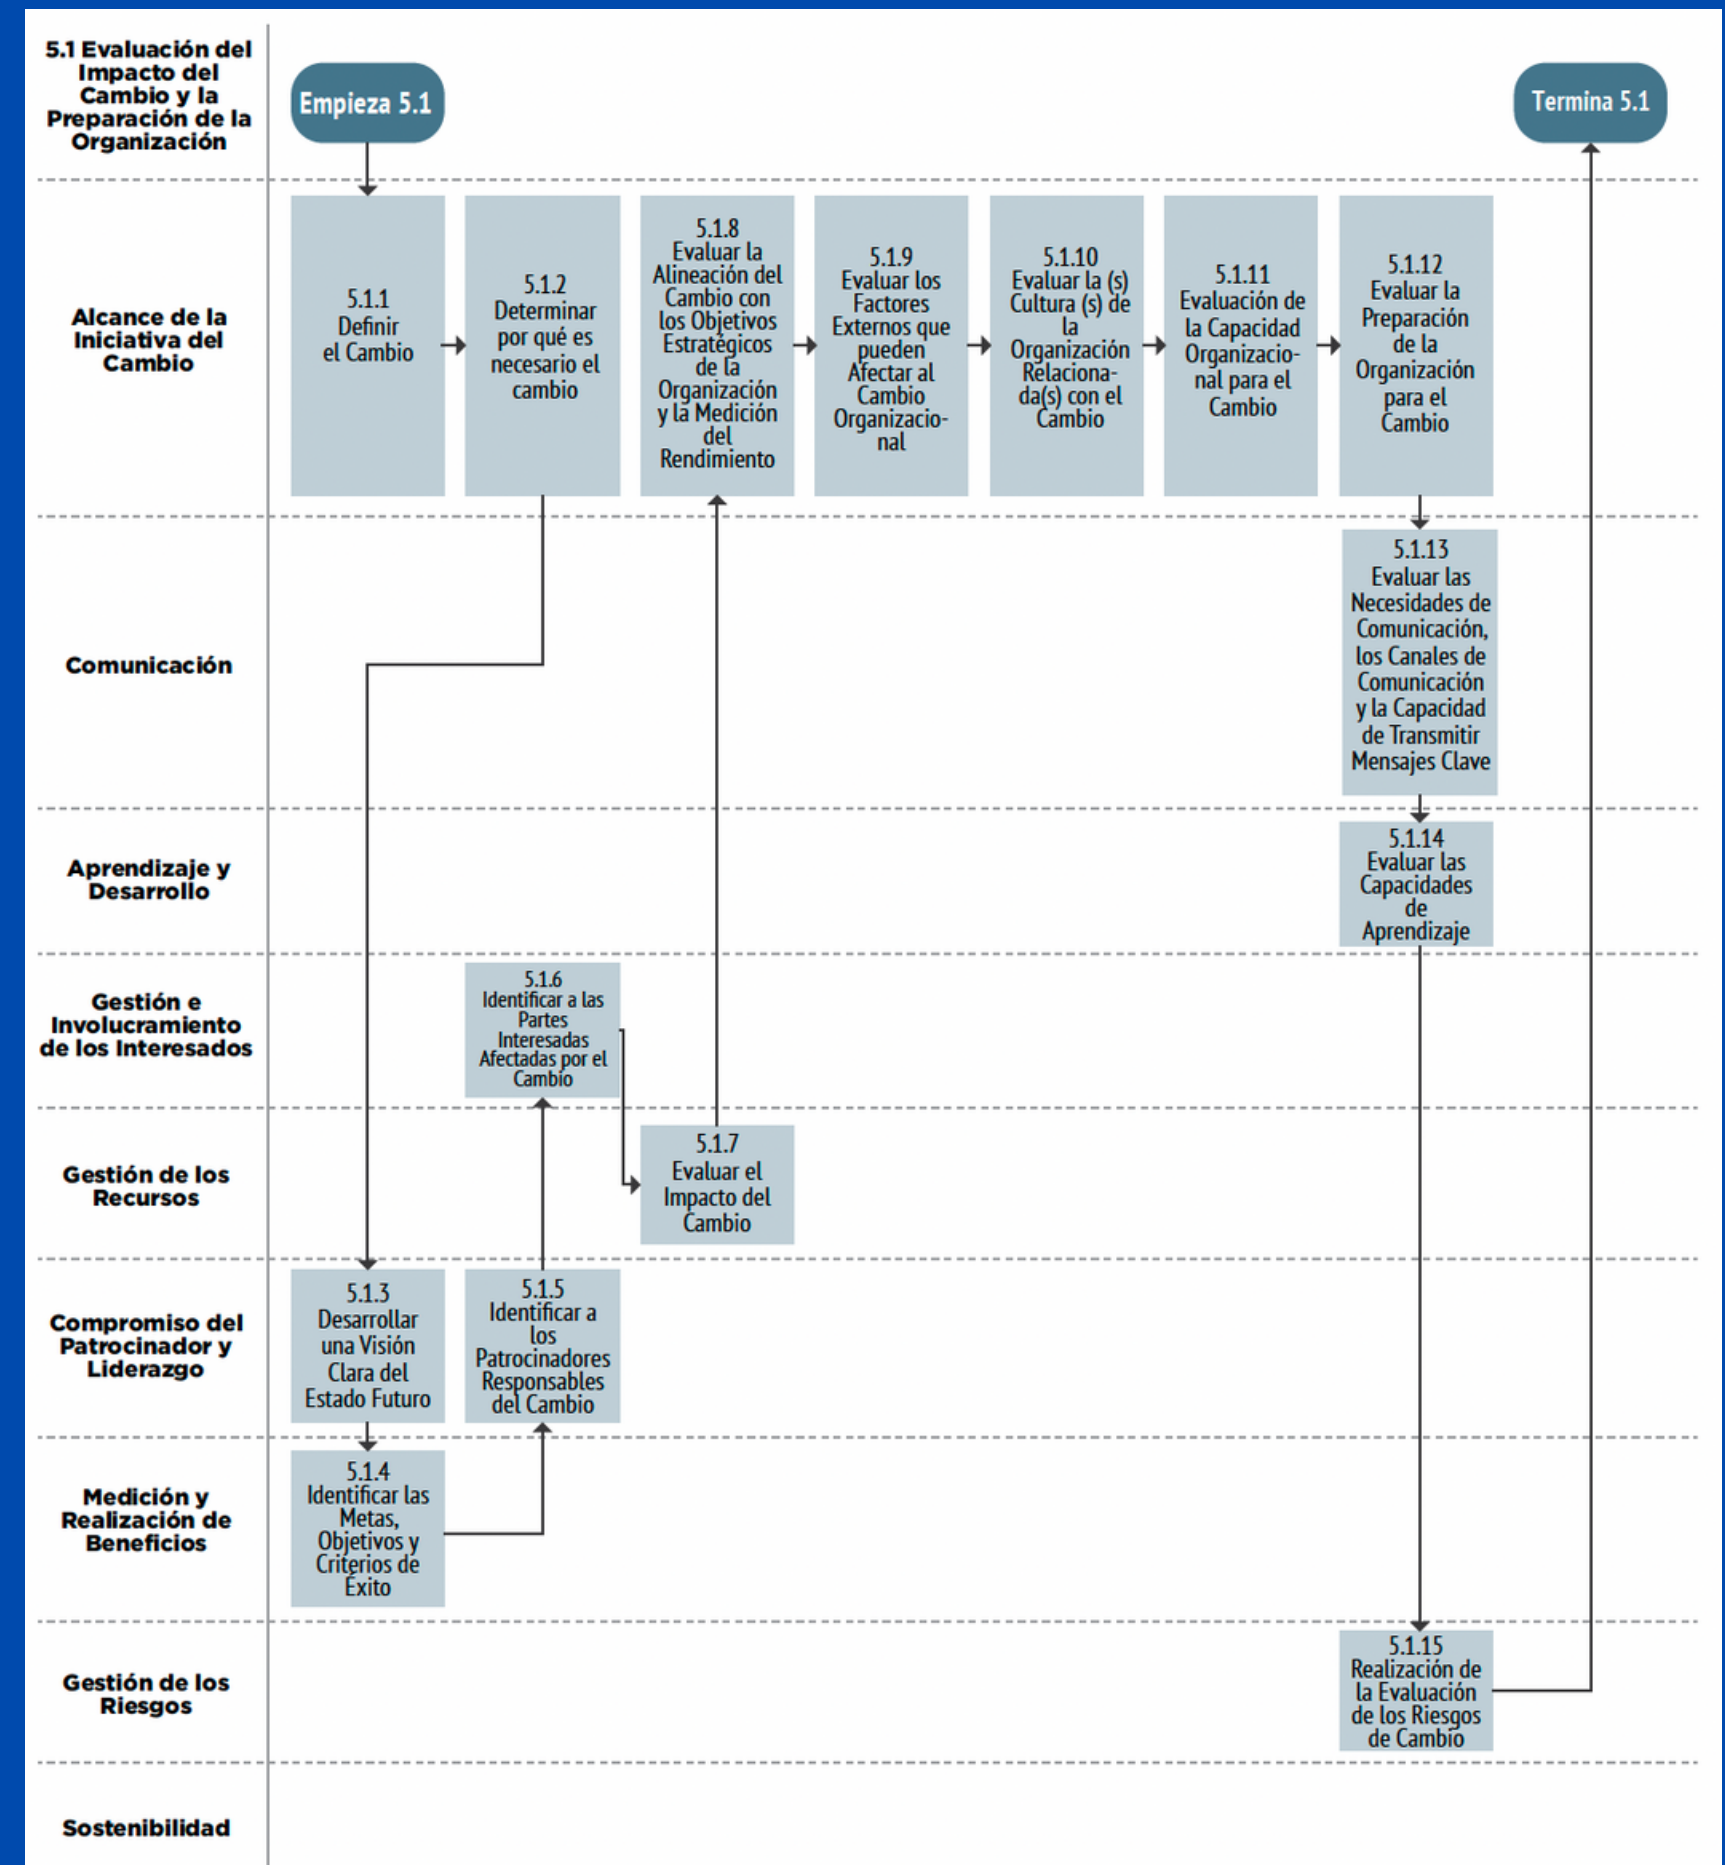 5.1 Evaluación del
Impacto del
Cambio y la
Preparación de la
Organización
Empieza 5.1
Termina 5.1
Alcance de la
Iniciativa del
Cambio
5.1.1
Definir
el Cambio
5.1.2
Determinar
por qué es
necesario el
cambio
5.1.8
Evaluar la
Alineación del
Cambio con
los Objetivos
Estratégicos
de la
Organización
y la Medición
del
Rendimiento
5.1.9
Evaluar los
Factores
Externos que
pueden
Afectar al
Cambio
Organizacio-
nal
5.1.10
Evaluar la (s)
Cultura (s) de
la
Organización
Relaciona-
da(s) con el
Cambio
5.1.11
Evaluación de
la Capacidad
Organizacio-
nal para el
Cambio
5.1.12
Evaluar la
Preparación
de la
Organización
para el
Cambio
Comunicación
5.1.13
Evaluar las
Necesidades de
Comunicación,
los Canales de
Comunicación
y la Capacidad
de Transmitir
Mensajes Clave
Aprendizaje y
Desarrollo
5.1.14
Evaluar las
Capacidades
de
Aprendizaje
Gestión e
Involucramiento
de los Interesados
5.1.6
Identificar a las
Partes
Interesadas
Afectadas por el
Cambio
Gestión de los
Recursos
5.1.7
Evaluar el
Impacto del
Cambio
Compromiso del
Patrocinador y
Liderazgo
5.1.3
Desarrollar
una Visión
Clara del
Estado Futuro
5.1.5
Identificar a
los
Patrocinadores
Responsables
del Cambio
Medición y
Realización de
Beneficios
5.1.4
Identificar las
Metas,
Objetivos y
Criterios de
Éxito
Gestión de los
Riesgos
5.1.15
Realización de
la Evaluación
de los Riesgos
de Cambio
Sostenibilidad